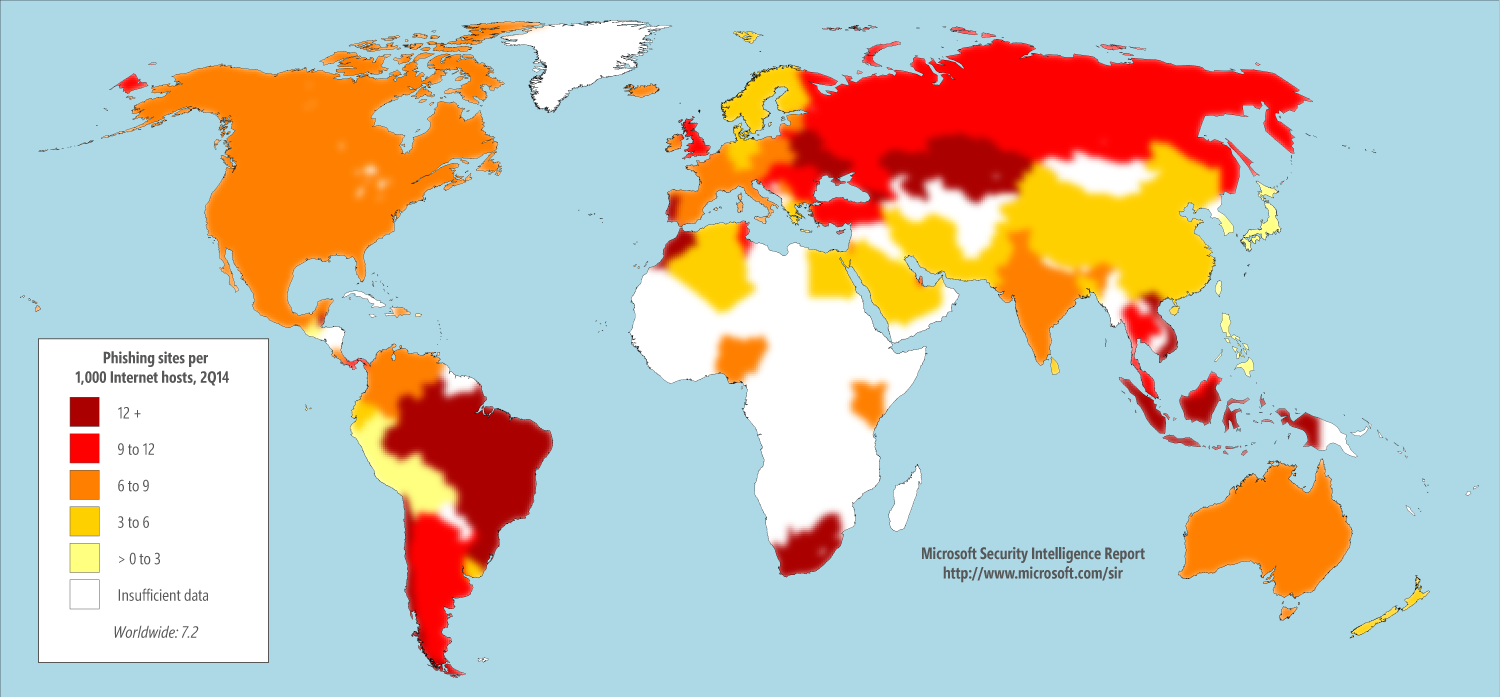 Phishing sites per
1,000 Internet hosts, 2Q14
12 +
9 to 12
6 to 9
3 to 6
> 0 to 3
Insufficient data
Worldwide: 7.2
Microsoft Security Intelligence Report
http://www.microsoft.com/sir